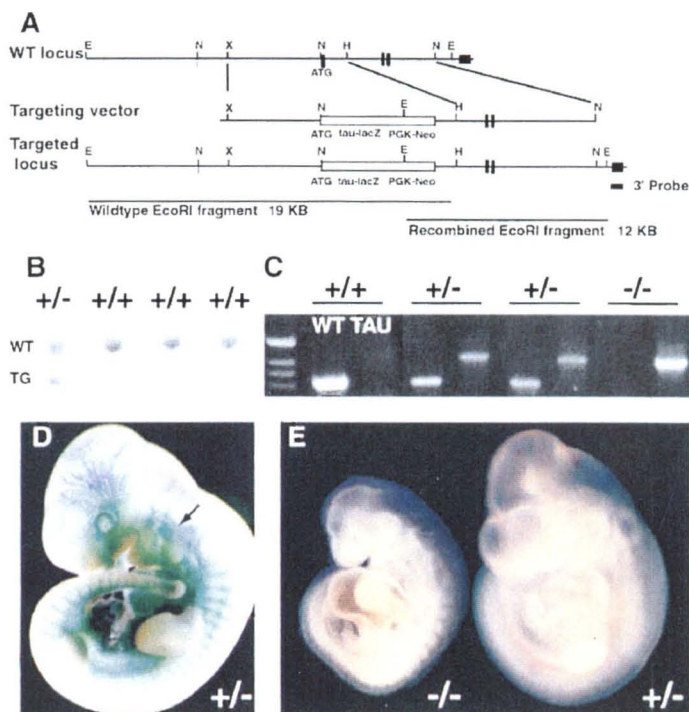 A
E N X N H N E
WT locus
ATG
Targeting vector
X N E H N
ATG tau-lacZ PGK-Neo
Targeted locus
E N X N E H N E
ATG tau-lacZ PGK-Neo
3' Probe
Wildtype EcoRI fragment 19 KB
Recombined EcoRI fragment 12 KB
B
+/- +/+ +/+ +/+
WT
TG
C
+/+ +/- +/- -/-
WT TAU
D
+/-
E
-/- +/-